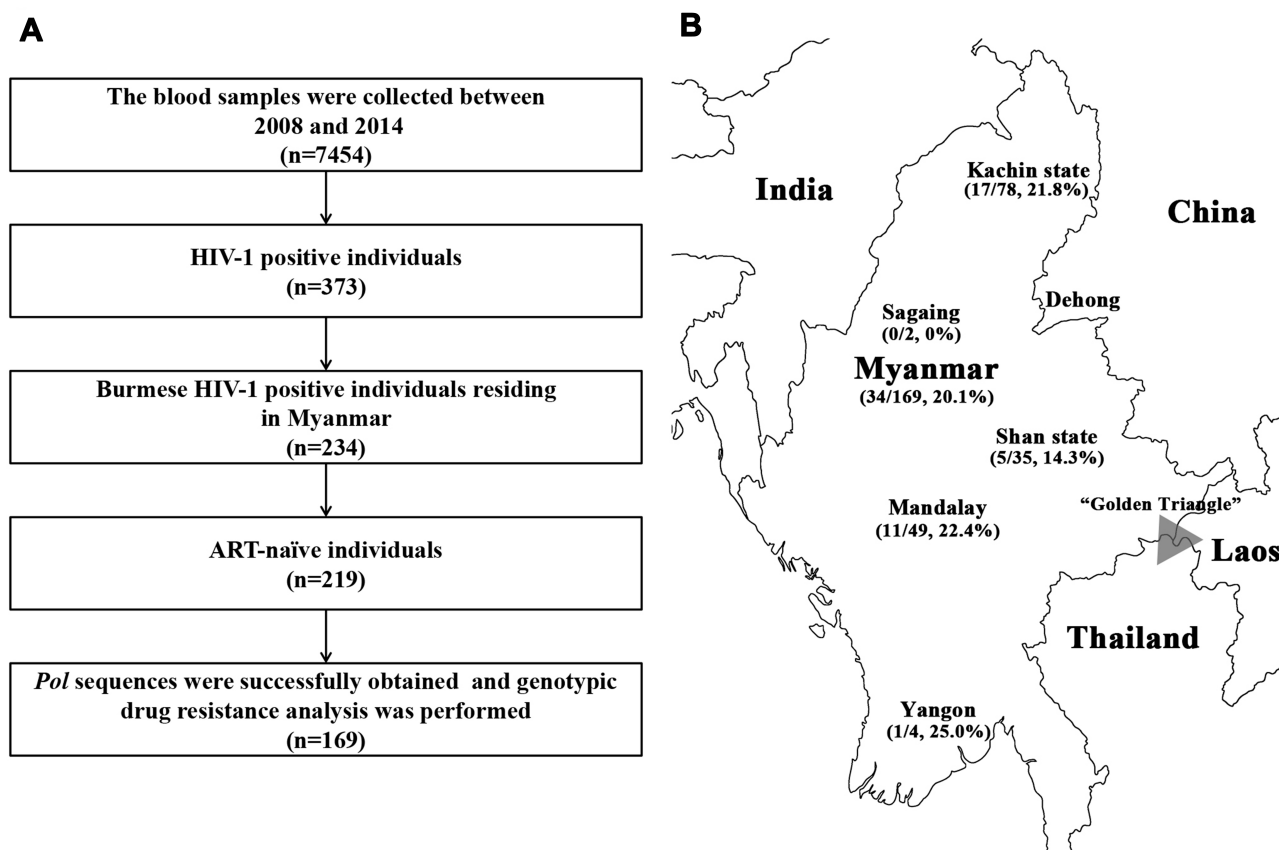 A
The blood samples were collected between
2008 and 2014
(n=7454)
HIV-1 positive individuals
(n=373)
Burmese HIV-1 positive individuals residing
in Myanmar
(n=234)
ART-naïve individuals
(n=219)
Pol sequences were successfully obtained and genotypic
drug resistance analysis was performed
(n=169)
B
India
Kachin state
(17/78, 21.8%)
China
Dehong
Sagaing
(0/2, 0%)
Myanmar
(34/169, 20.1%)
Shan state
(5/35, 14.3%)
Mandalay
(11/49, 22.4%)
“Golden Triangle”
Laos
Thailand
Yangon
(1/4, 25.0%)